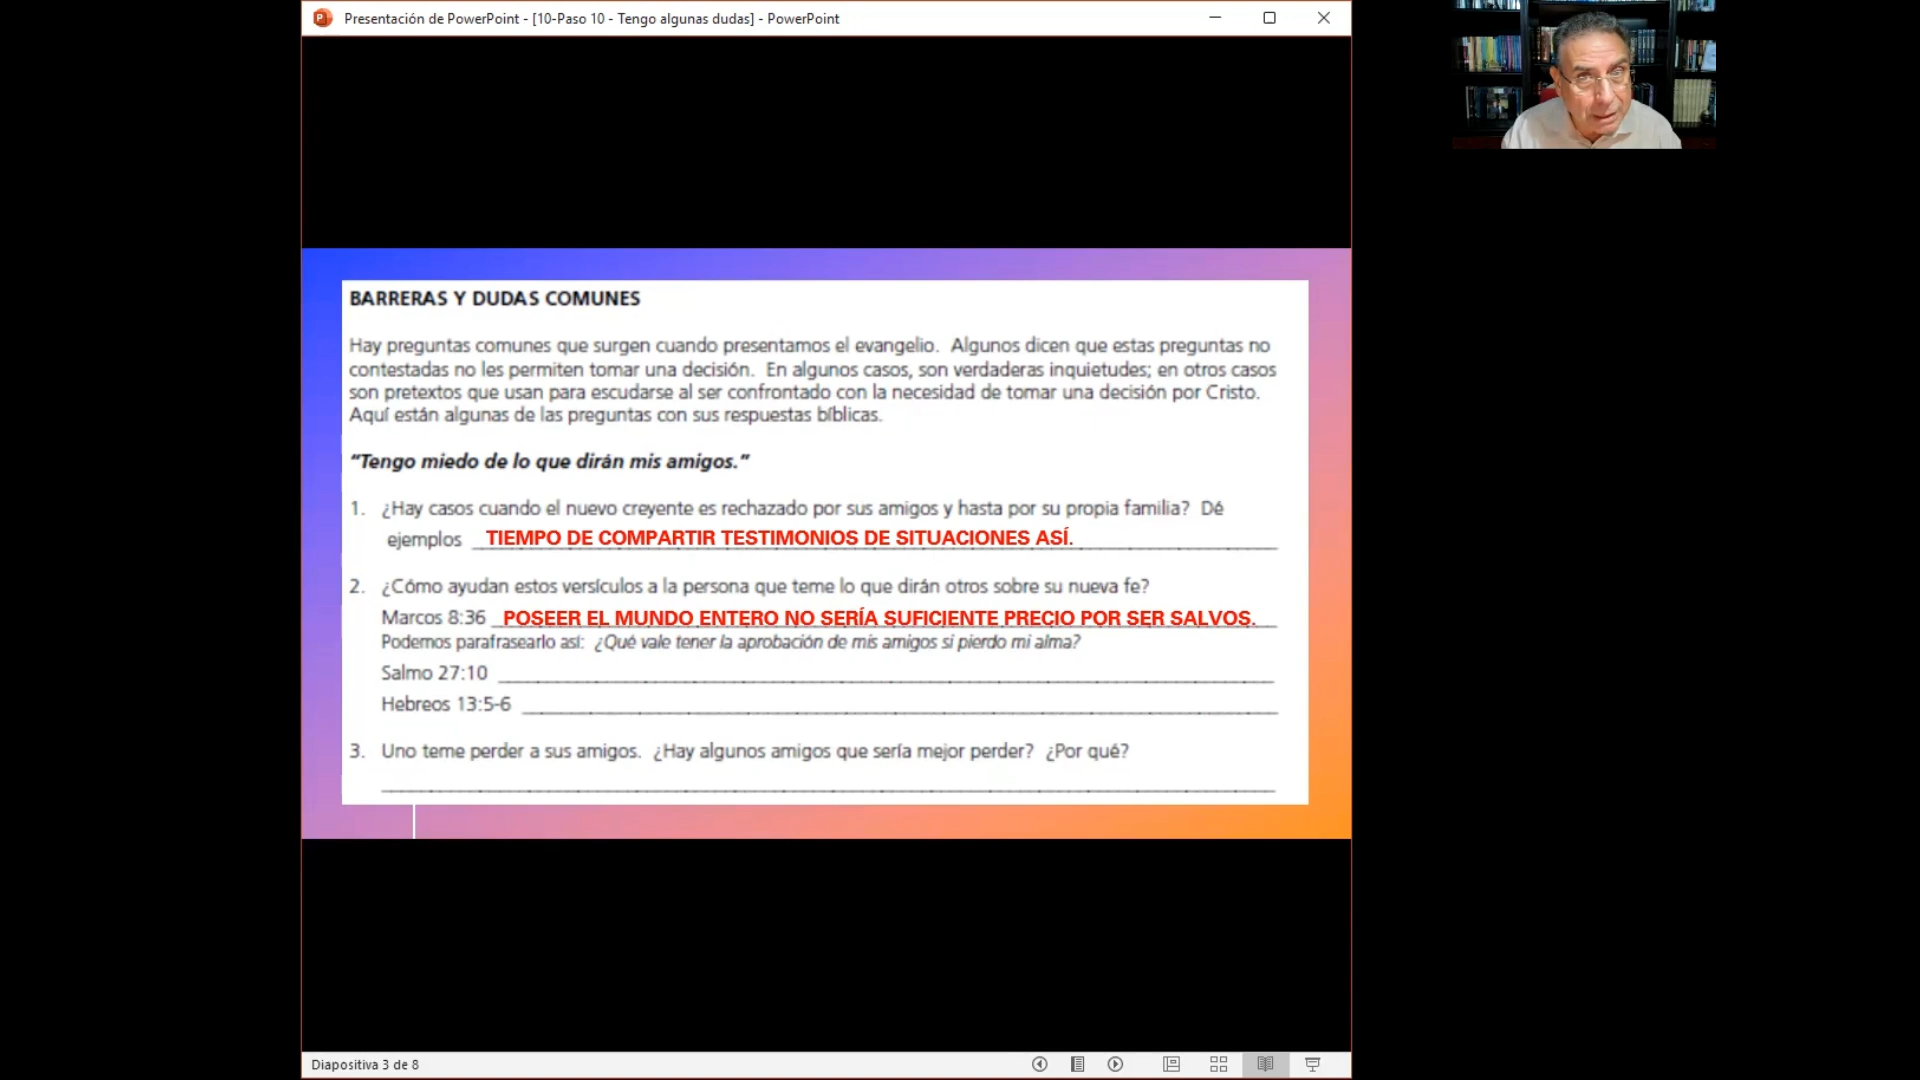 Presentación de PowerPoint - [10-Paso 10 - Tengo algunas dudas] - PowerPoint
BARRERAS Y DUDAS COMUNES
Hay preguntas comunes que surgen cuando presentamos el evangelio. Algunos dicen que estas preguntas no
contestadas no les permiten tomar una decisión. En algunos casos, son verdaderas inquietudes; en otros casos
son pretextos que usan para escudarse al ser confrontado con la necesidad de tomar una decisión por Cristo.
Aquí están algunas de las preguntas con sus respuestas bíblicas.
“Tengo miedo de lo que dirán mis amigos.”
1. ¿Hay casos cuando el nuevo creyente es rechazado por sus amigos y hasta por su propia familia? Dé
ejemplos TIEMPO DE COMPARTIR TESTIMONIOS DE SITUACIONES ASÍ.
2. ¿Cómo ayudan estos versículos a la persona que teme lo que dirán otros sobre su nueva fe?
Marcos 8:36 POSEER EL MUNDO ENTERO NO SERÍA SUFICIENTE PRECIO POR SER SALVOS.
Podemos parafrasearlo así: ¿Qué vale tener la aprobación de mis amigos si pierdo mi alma?
Salmo 27:10
Hebreos 13:5-6
3. Uno teme perder a sus amigos. ¿Hay algunos amigos que sería mejor perder? ¿Por qué?
Diapositiva 3 de 8